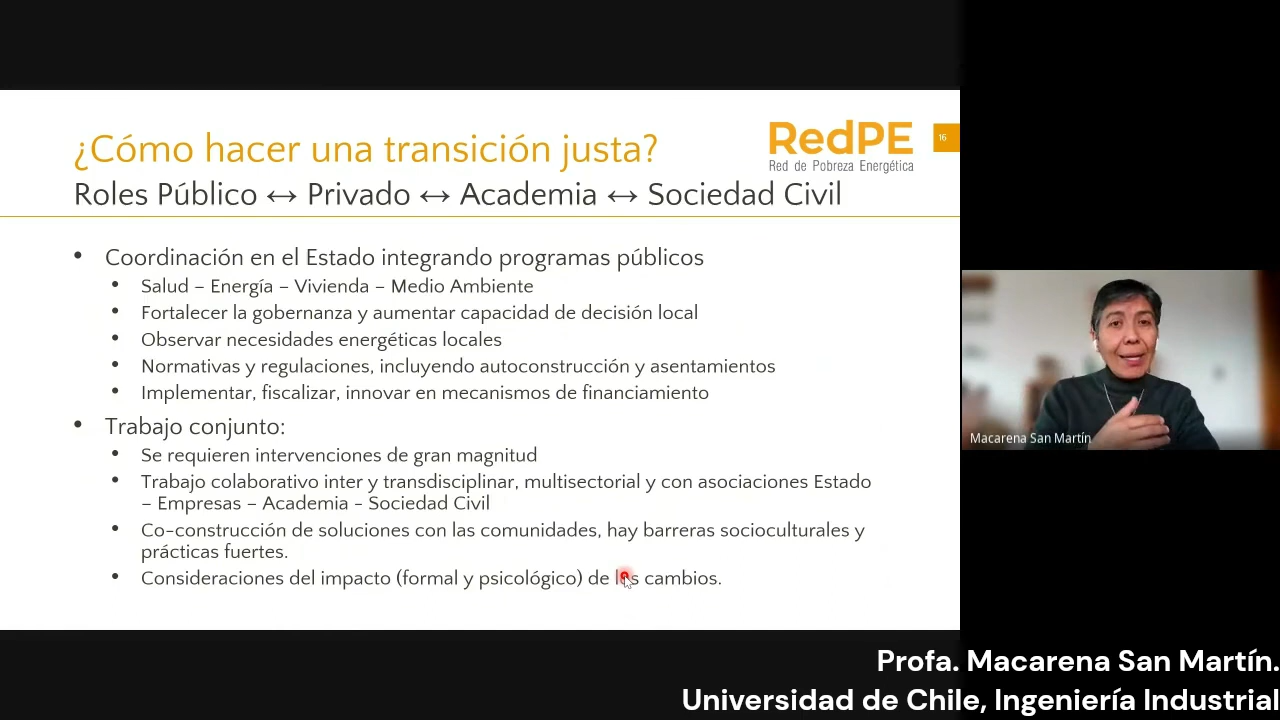 ¿Cómo hacer una transición justa?
RedPE
Red de Pobreza Energética
16
Roles Público ↔ Privado ↔ Academia ↔ Sociedad Civil
• Coordinación en el Estado integrando programas públicos
• Salud – Energía – Vivienda – Medio Ambiente
• Fortalecer la gobernanza y aumentar capacidad de decisión local
• Observar necesidades energéticas locales
• Normativas y regulaciones, incluyendo autoconstrucción y asentamientos
• Implementar, fiscalizar, innovar en mecanismos de financiamiento
• Trabajo conjunto:
• Se requieren intervenciones de gran magnitud
• Trabajo colaborativo inter y transdisciplinar, multisectorial y con asociaciones Estado
– Empresas – Academia - Sociedad Civil
• Co-construcción de soluciones con las comunidades, hay barreras socioculturales y
prácticas fuertes.
• Consideraciones del impacto (formal y psicológico) de los cambios.
Macarena San Martín
Profa. Macarena San Martín.
Universidad de Chile, Ingeniería Industrial